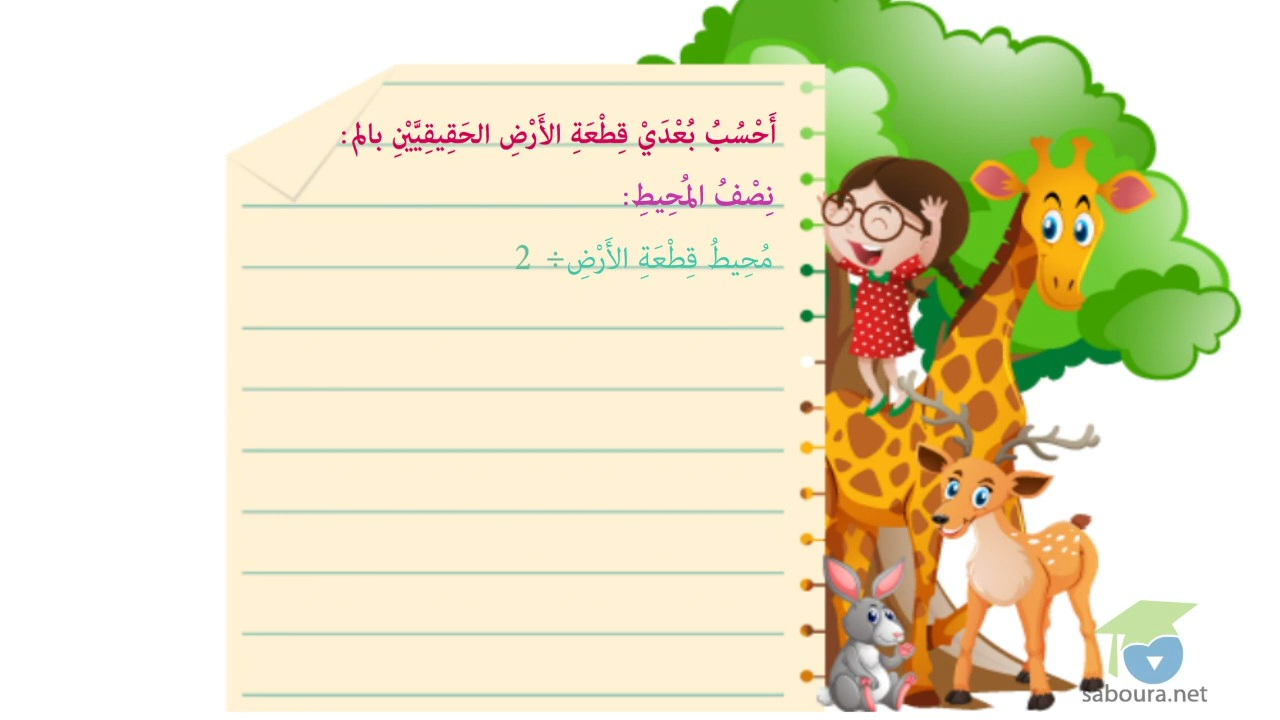 أَحْسُبُ بُعْدَيْ قِطْعَةِ الأَرْضِ الحَقِيقِيَّيْنِ بالم:
نِصْفُ المُحِيطِ:
مُحِيطُ قِطْعَةِ الأَرْضِ÷ 2
saboura.net